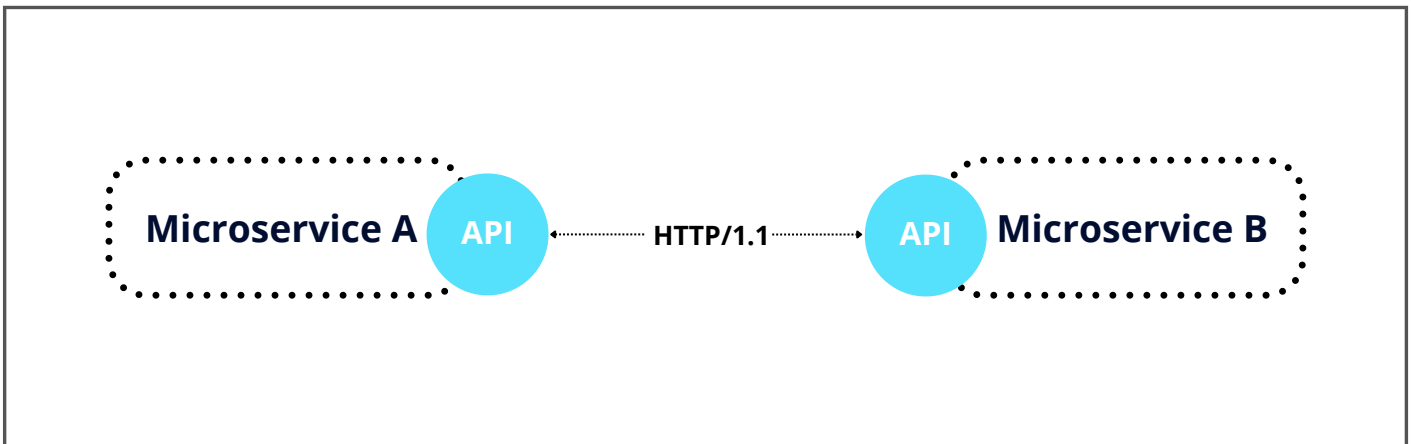 Microservice A
API
HTTP/1.1
API
Microservice B